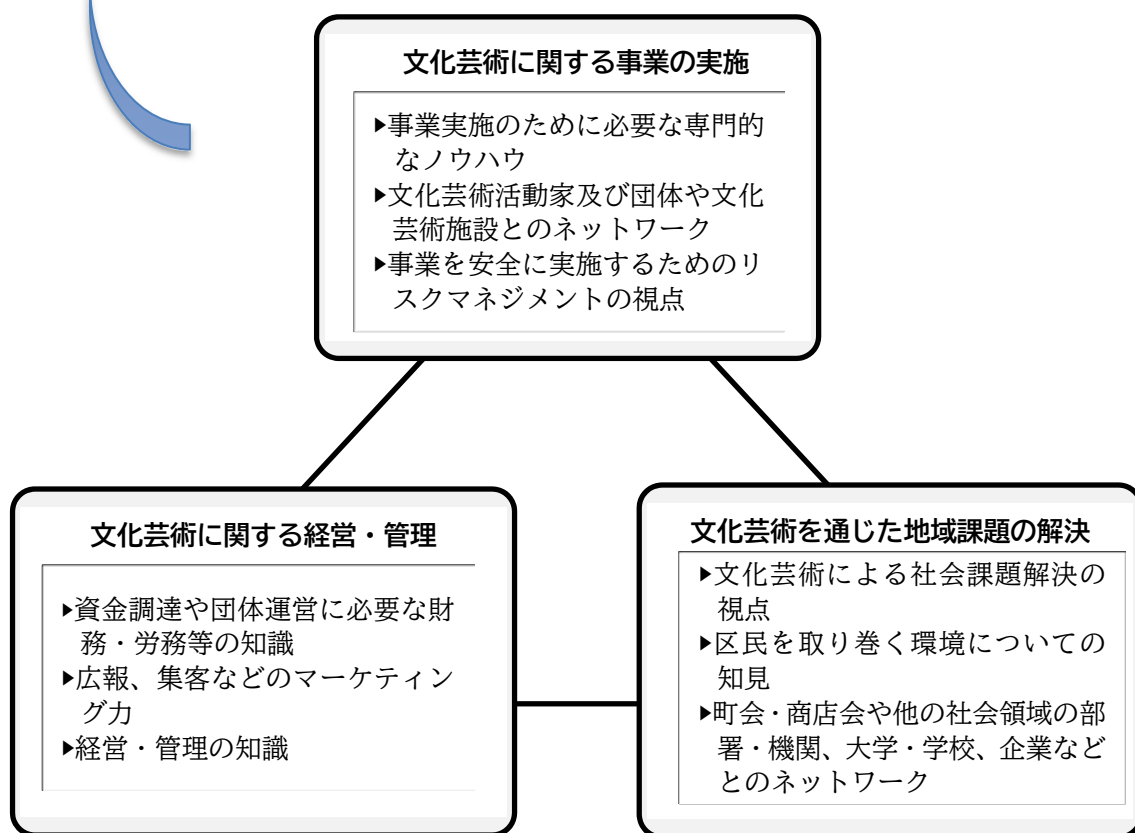 文化芸術に関する事業の実施
▶事業実施のために必要な専門的
なノウハウ
▶文化芸術活動家及び団体や文化
芸術施設とのネットワーク
▶事業を安全に実施するためのリ
スクマネジメントの視点
文化芸術に関する経営・管理
▶資金調達や団体運営に必要な財
務・労務等の知識
▶広報、集客などのマーケティン
グ力
▶経営・管理の知識
文化芸術を通じた地域課題の解決
▶文化芸術による社会課題解決の
視点
▶区民を取り巻く環境についての
知見
▶町会・商店会や他の社会領域の部
署・機関、大学・学校、企業など
とのネットワーク